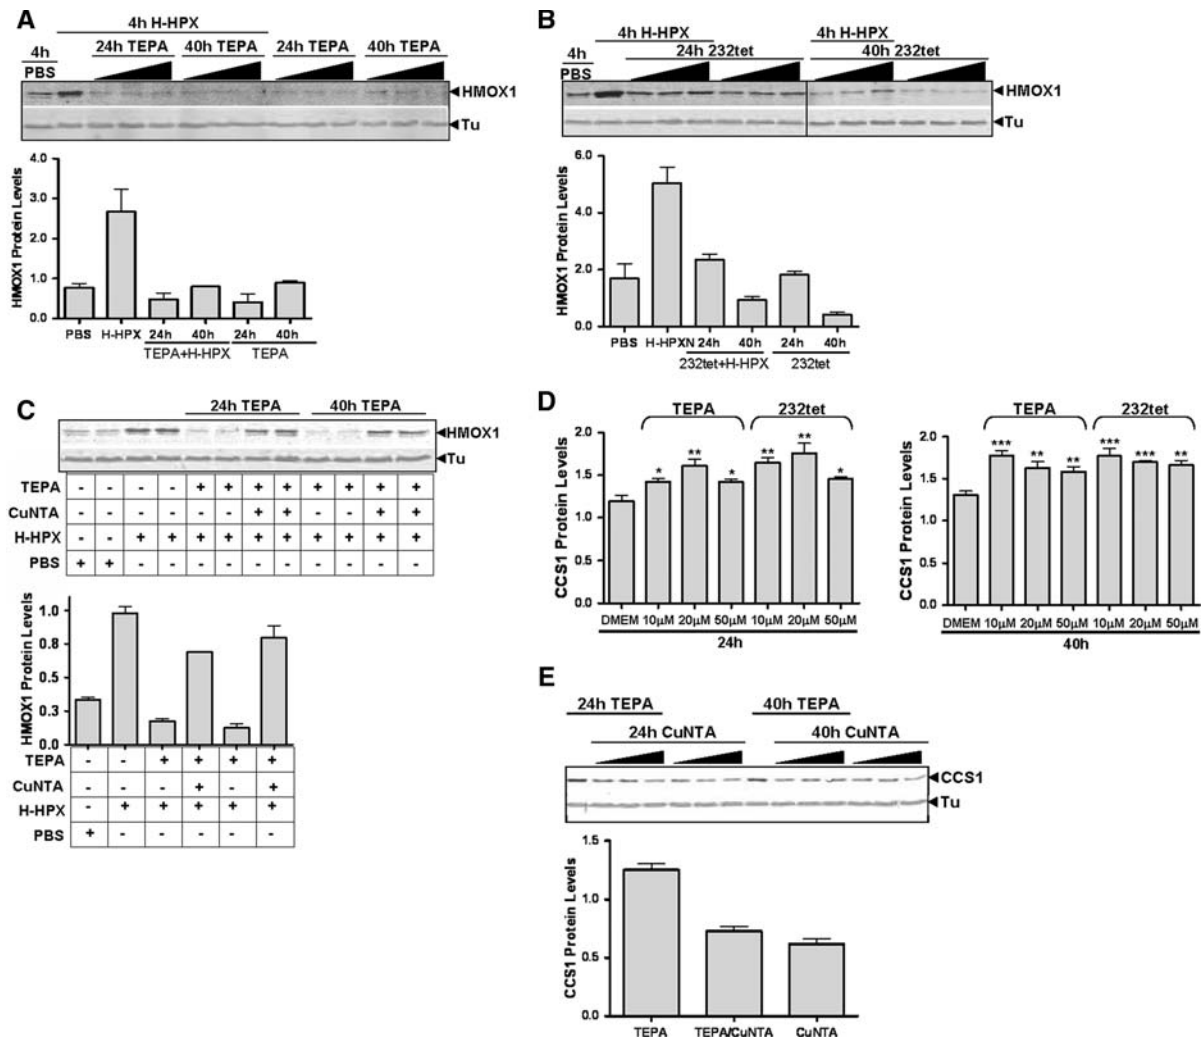 A
4h H-HPX
4h 24h TEPA 40h TEPA 24h TEPA 40h TEPA
PBS
HMOX1
Tu
HMOX1 Protein Levels
4.0
3.0
2.0
1.0
0.0
PBS H-HPX 24h 40h 24h 40h
TEPA+H-HPX TEPA
B
4h H-HPX 4h H-HPX
4h 24h 232tet 40h 232tet
PBS
HMOX1
Tu
HMOX1 Protein Levels
6.0
4.0
2.0
0.0
PBS H-HPXN 24h 40h 24h 40h
232tet+H-HPX 232tet
C
24h TEPA 40h TEPA
HMOX1
Tu
TEPA - - - - + + + + + + + +
CuNTA - - - - - - + + - - + +
H-HPX - - + + + + + + + + + +
PBS + + - - - - - - - - - -
HMOX1 Protein Levels
1.0
0.8
0.5
0.3
0.0
TEPA - - + + + +
CuNTA - - - + - +
H-HPX - + + + + +
PBS + - - - - -
D
TEPA 232tet
CCS1 Protein Levels
2.0
1.5
1.0
0.5
0.0
* ** * ** ** *
DMEM 10µM 20µM 50µM 10µM 20µM 50µM
24h
TEPA 232tet
CCS1 Protein Levels
2.0
1.5
1.0
0.5
0.0
*** ** ** *** *** **
DMEM 10µM 20µM 50µM 10µM 20µM 50µM
40h
E
24h TEPA 40h TEPA
24h CuNTA 40h CuNTA
CCS1
Tu
CCS1 Protein Levels
1.5
1.0
0.5
0.0
TEPA TEPA/CuNTA CuNTA